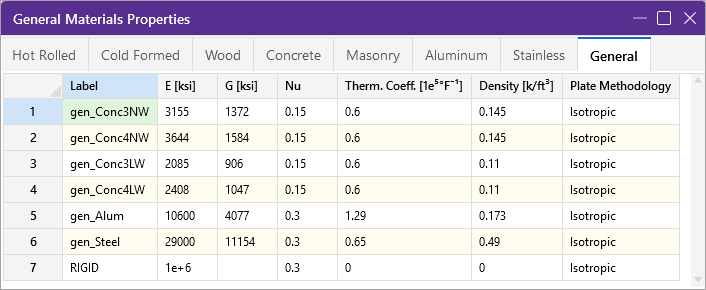 General Materials Properties
Hot Rolled Cold Formed Wood Concrete Masonry Aluminum Stainless General
Label E [ksi] G [ksi] Nu Therm. Coeff. [1e⁵°F⁻¹] Density [k/ft³] Plate Methodology
1 gen_Conc3NW 3155 1372 0.15 0.6 0.145 Isotropic
2 gen_Conc4NW 3644 1584 0.15 0.6 0.145 Isotropic
3 gen_Conc3LW 2085 906 0.15 0.6 0.11 Isotropic
4 gen_Conc4LW 2408 1047 0.15 0.6 0.11 Isotropic
5 gen_Alum 10600 4077 0.3 1.29 0.173 Isotropic
6 gen_Steel 29000 11154 0.3 0.65 0.49 Isotropic
7 RIGID 1e+6 0.3 0 0 Isotropic